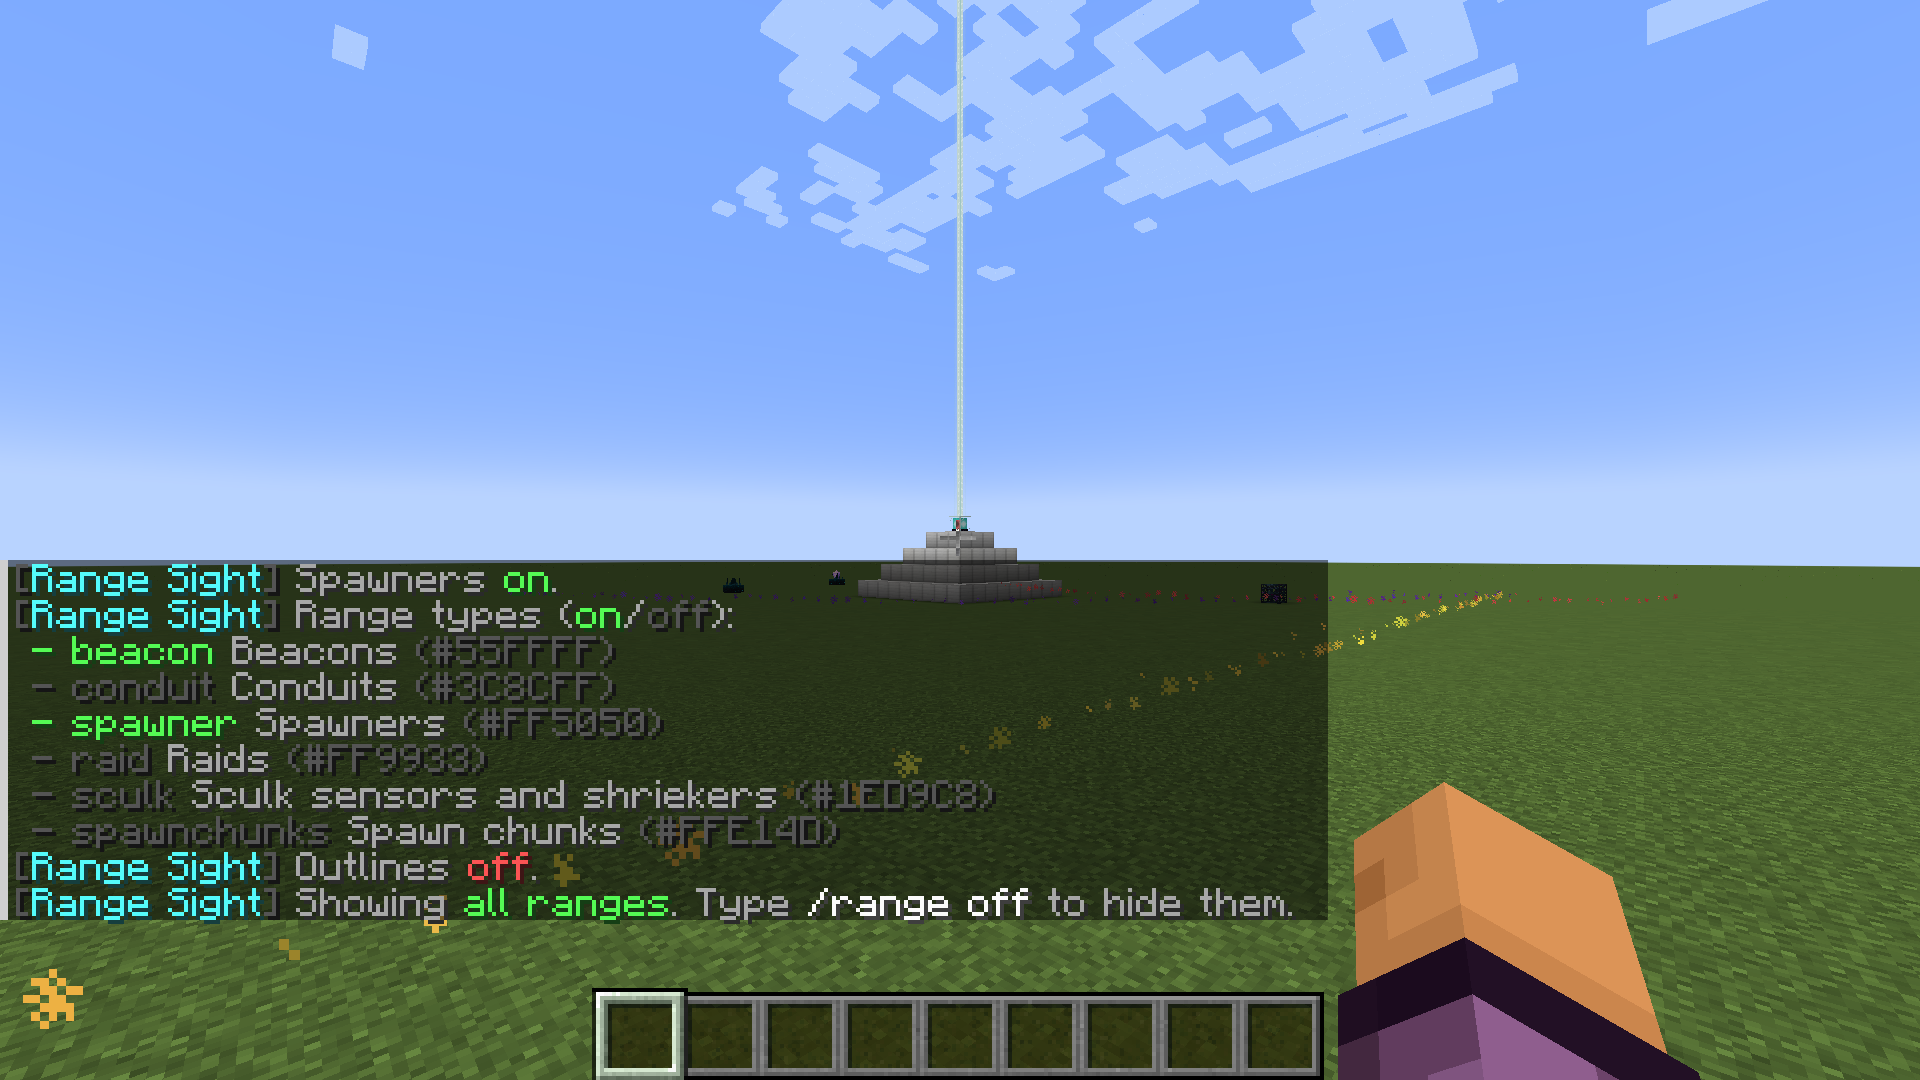 [Range Sight] Spawners on.
[Range Sight] Range types (on/off):
- beacon Beacons (#55FFFF)
- conduit Conduits (#3C8CFF)
- spawner Spawners (#FF5050)
- raid Raids (#FF9933)
- sculk Sculk sensors and shriekers (#1ED9C8)
- spawnchunks Spawn chunks (#FFE14D)
[Range Sight] Outlines off.
[Range Sight] Showing all ranges. Type /range off to hide them.